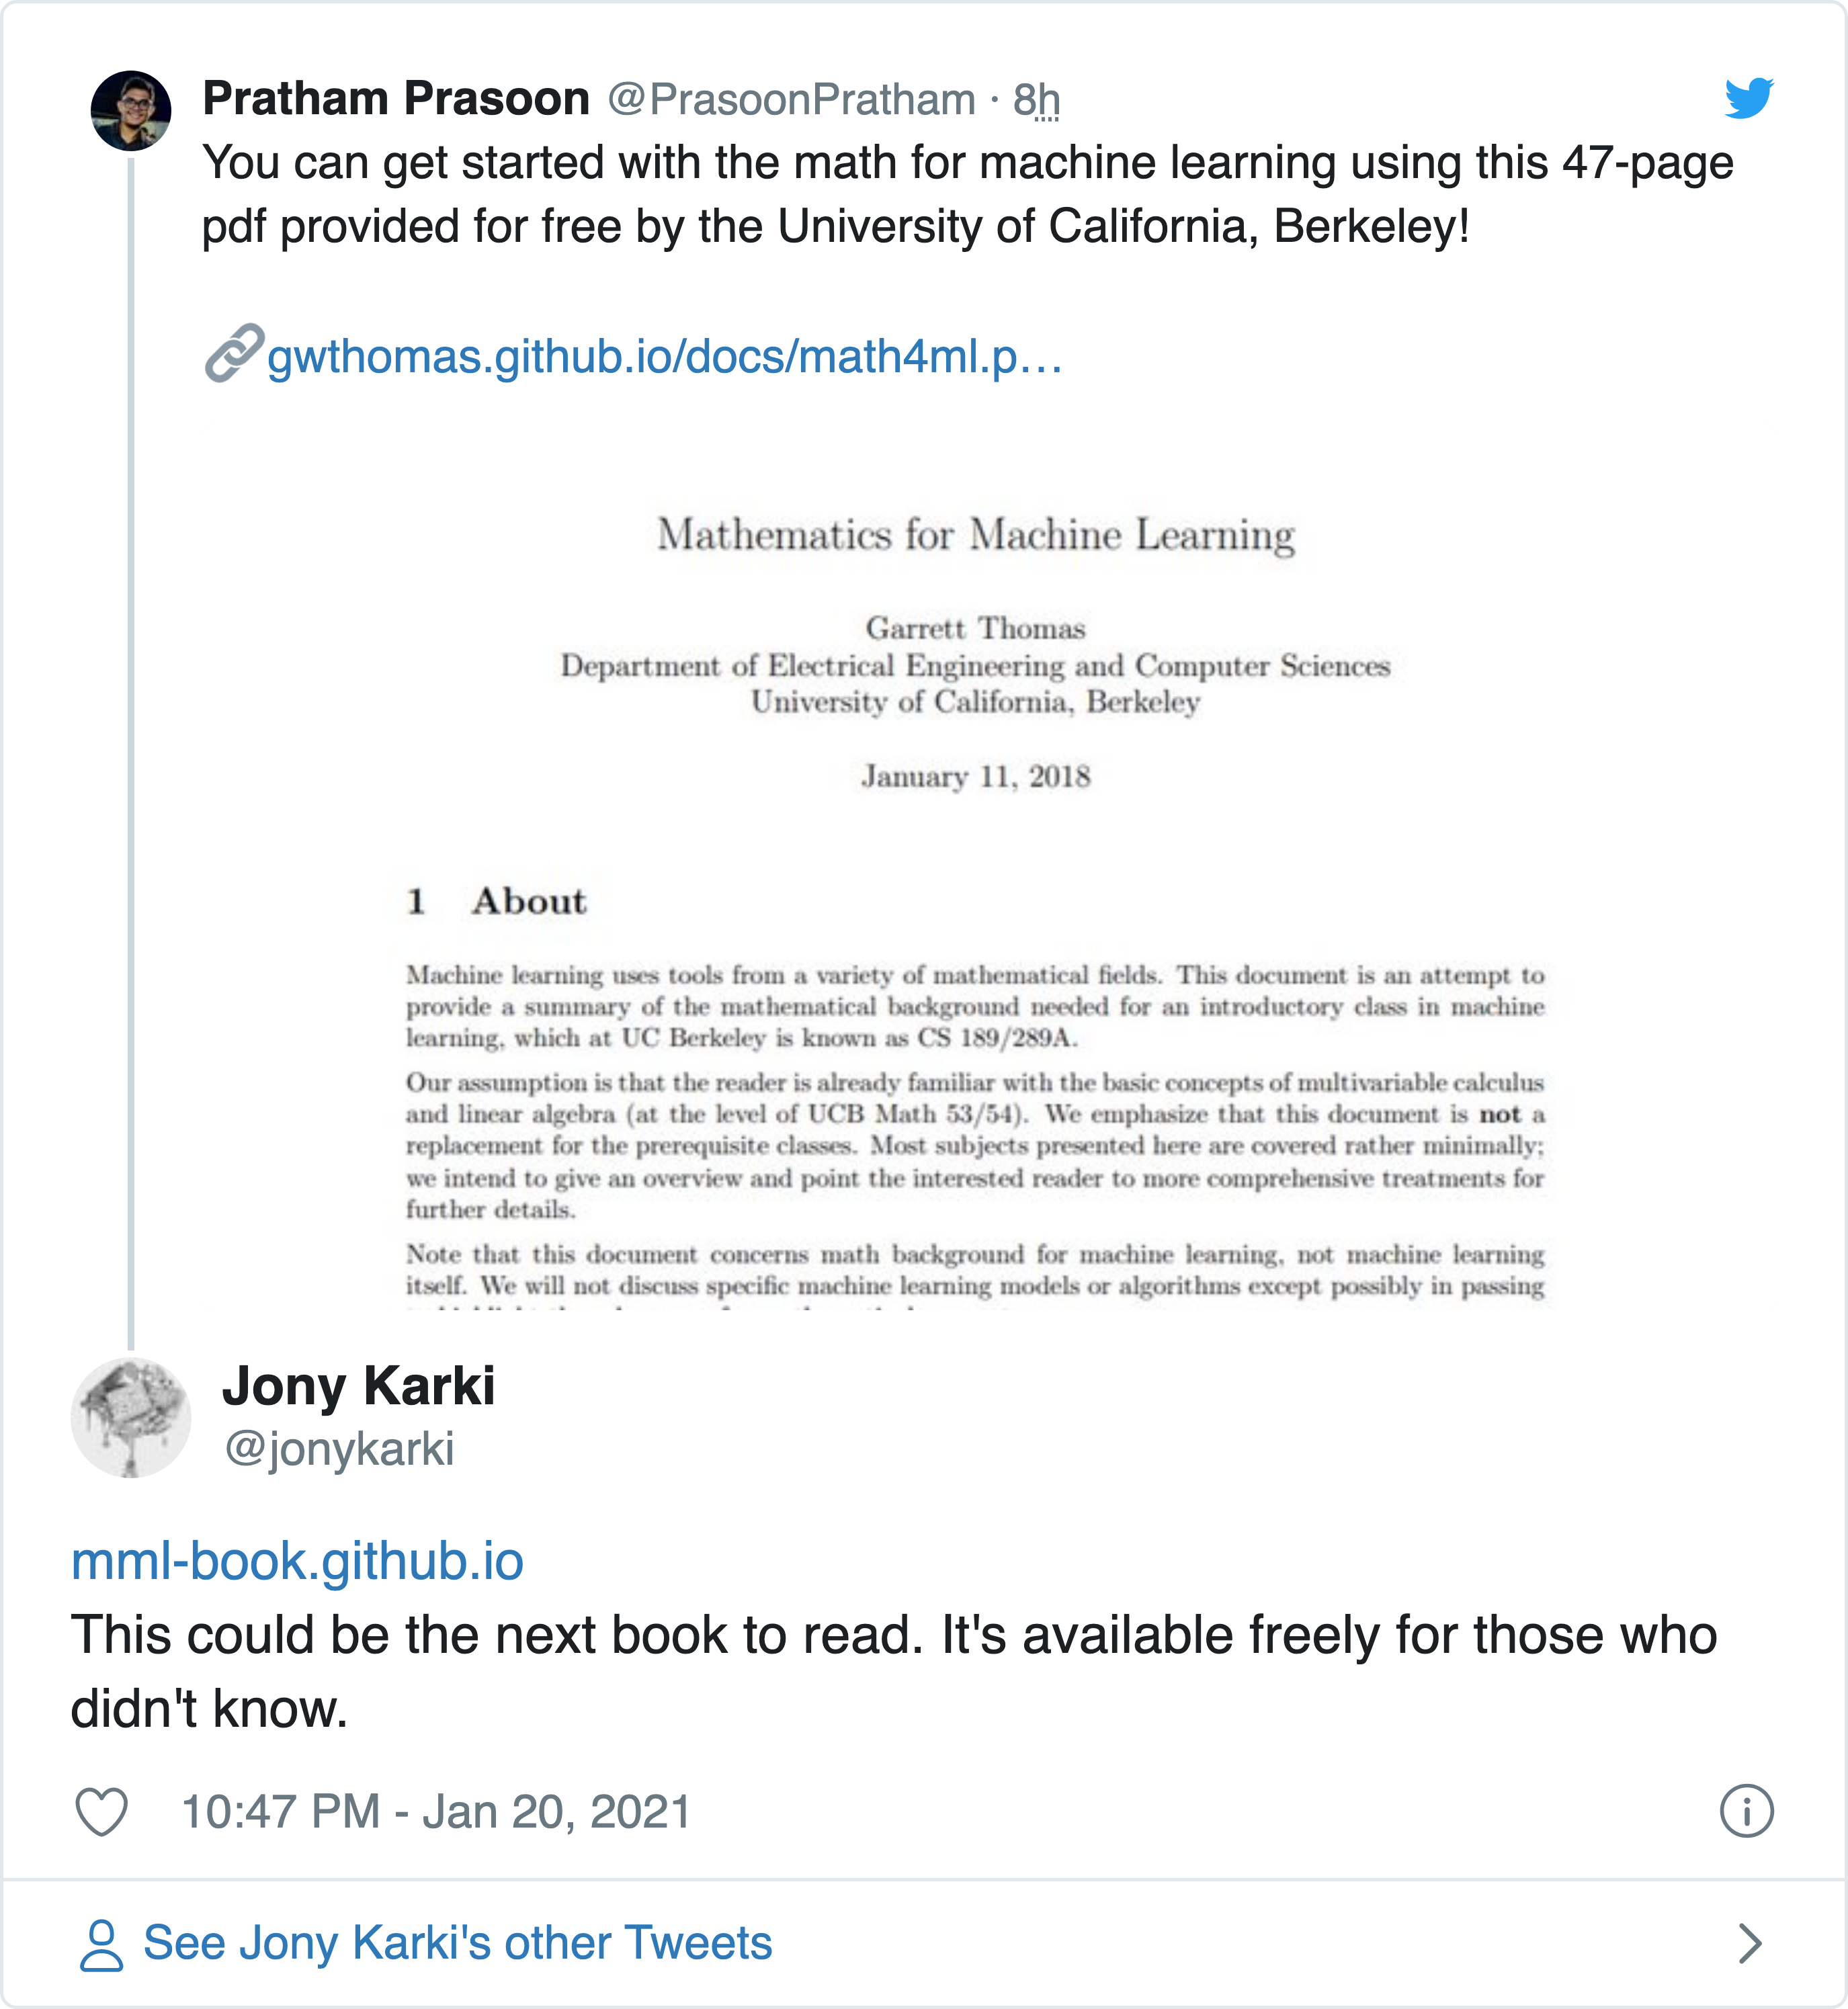 Pratham Prasoon @PrasoonPratham · 8h
You can get started with the math for machine learning using this 47-page
pdf provided for free by the University of California, Berkeley!
🔗gwthomas.github.io/docs/math4ml.p…
Mathematics for Machine Learning
Garrett Thomas
Department of Electrical Engineering and Computer Sciences
University of California, Berkeley
January 11, 2018
1 About
Machine learning uses tools from a variety of mathematical fields. This document is an attempt to
provide a summary of the mathematical background needed for an introductory class in machine
learning, which at UC Berkeley is known as CS 189/289A.
Our assumption is that the reader is already familiar with the basic concepts of multivariable calculus
and linear algebra (at the level of UCB Math 53/54). We emphasize that this document is not a
replacement for the prerequisite classes. Most subjects presented here are covered rather minimally;
we intend to give an overview and point the interested reader to more comprehensive treatments for
further details.
Note that this document concerns math background for machine learning, not machine learning
itself. We will not discuss specific machine learning models or algorithms except possibly in passing
Jony Karki
@jonykarki
mml-book.github.io
This could be the next book to read. It's available freely for those who
didn't know.
10:47 PM - Jan 20, 2021
See Jony Karki's other Tweets